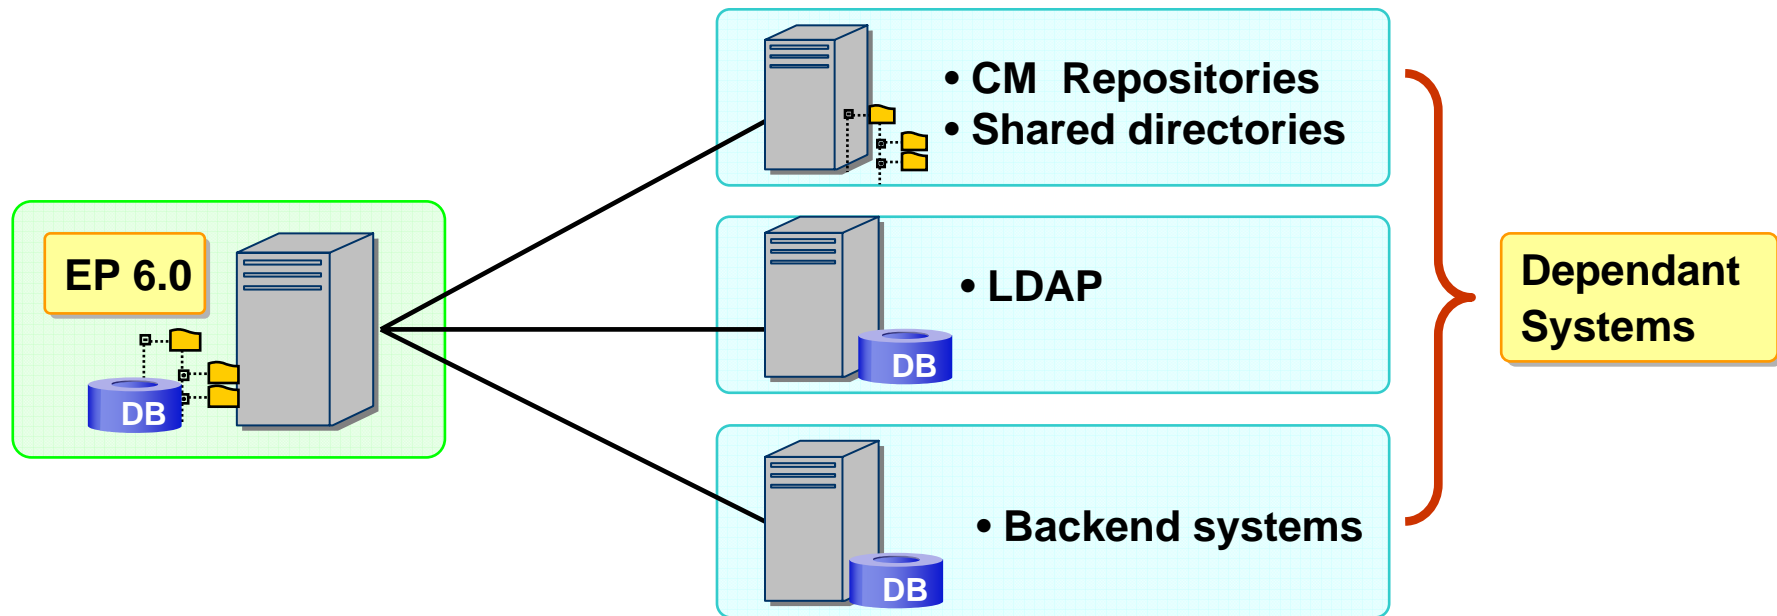 • CM  Repositories
• Shared directories
EP 6.0
DB
• LDAP
DB
• Backend systems
DB
Dependant
Systems